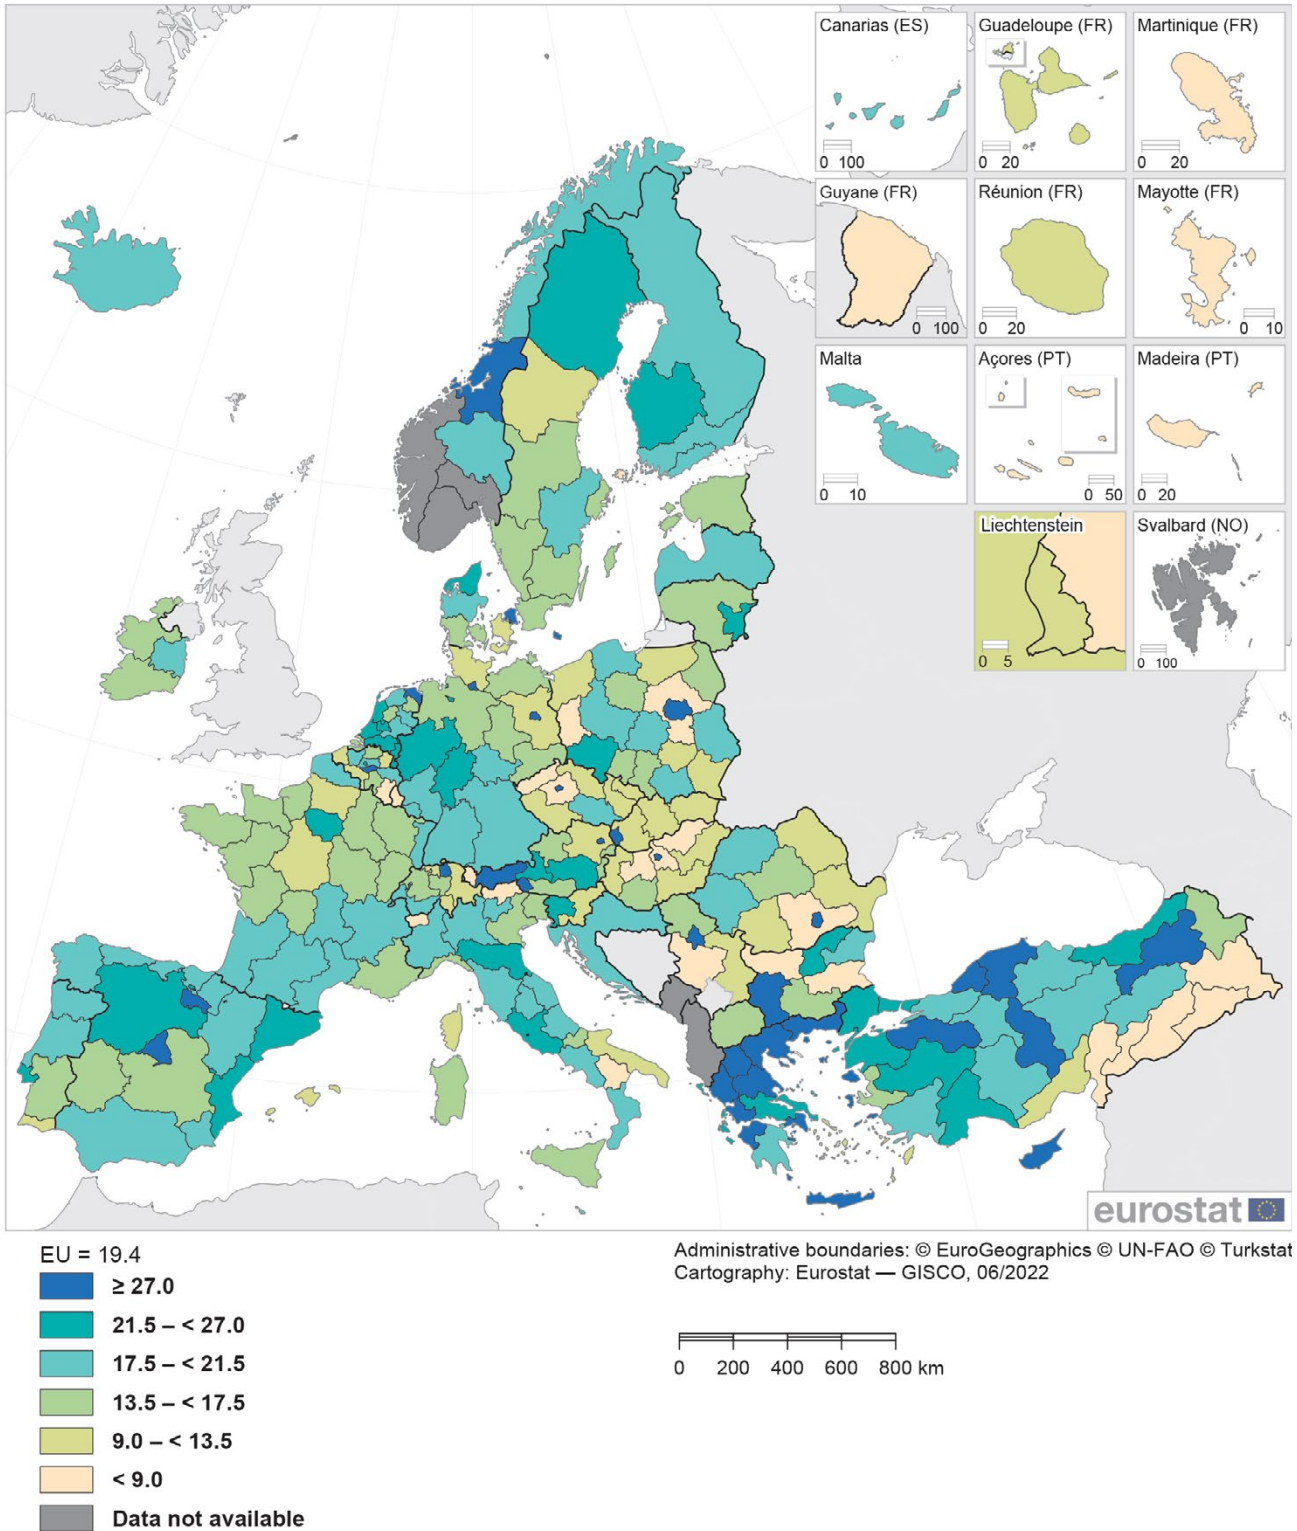 Canarias (ES)
0 100
Guadeloupe (FR)
0 20
Martinique (FR)
0 20
Guyane (FR)
0 100
Réunion (FR)
0 20
Mayotte (FR)
0 10
Malta
0 10
Açores (PT)
0 50
Madeira (PT)
0 20
Liechtenstein
0 5
Svalbard (NO)
0 100
eurostat
EU = 19.4
≥ 27.0
21.5 – < 27.0
17.5 – < 21.5
13.5 – < 17.5
9.0 – < 13.5
< 9.0
Data not available
Administrative boundaries: © EuroGeographics © UN-FAO © Turkstat
Cartography: Eurostat — GISCO, 06/2022
0 200 400 600 800 km